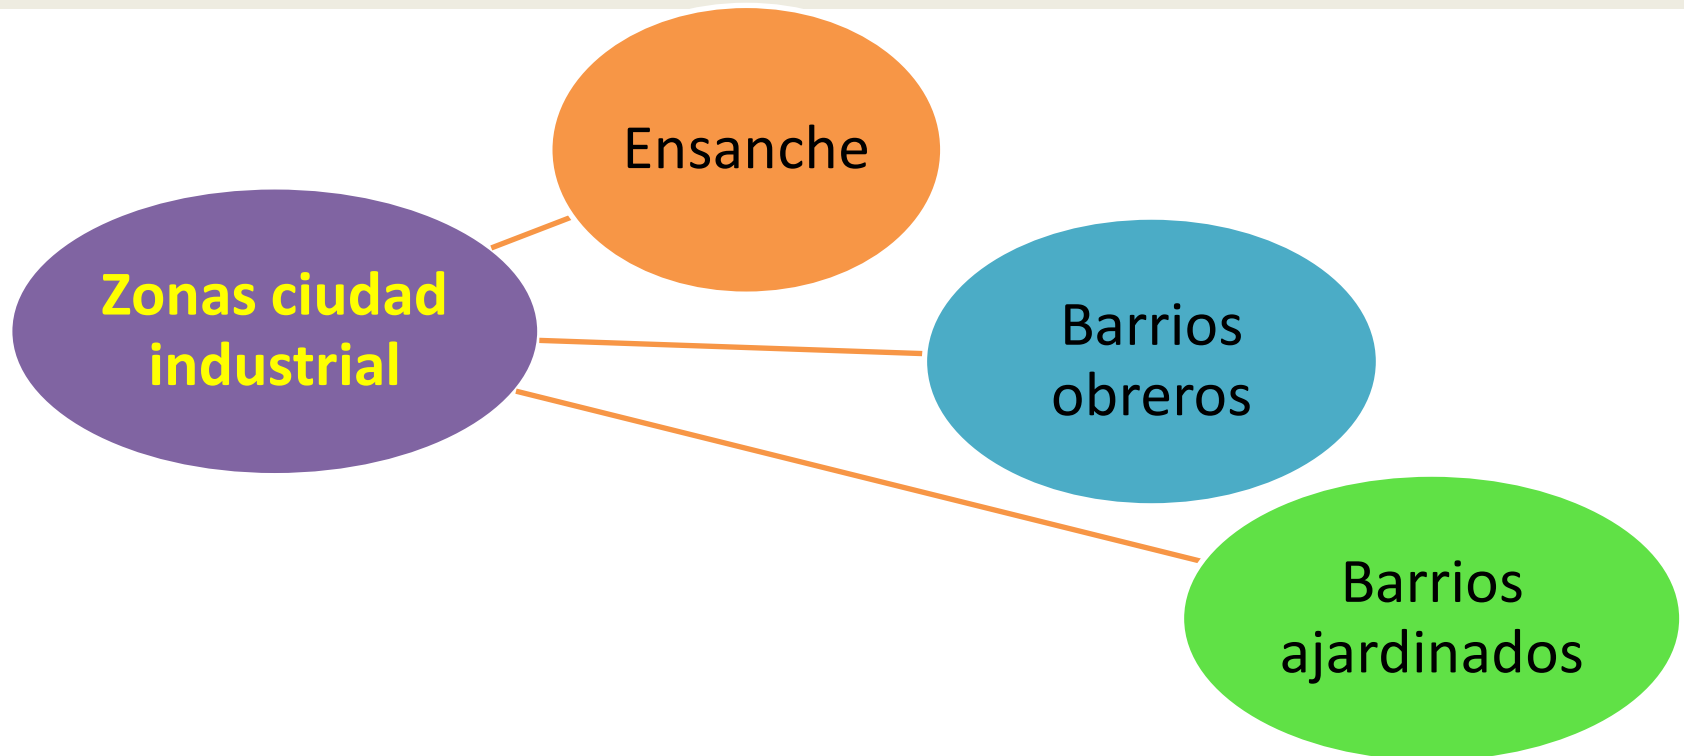 Ensanche
Zonas ciudad
industrial
Barrios
obreros
Barrios
ajardinados